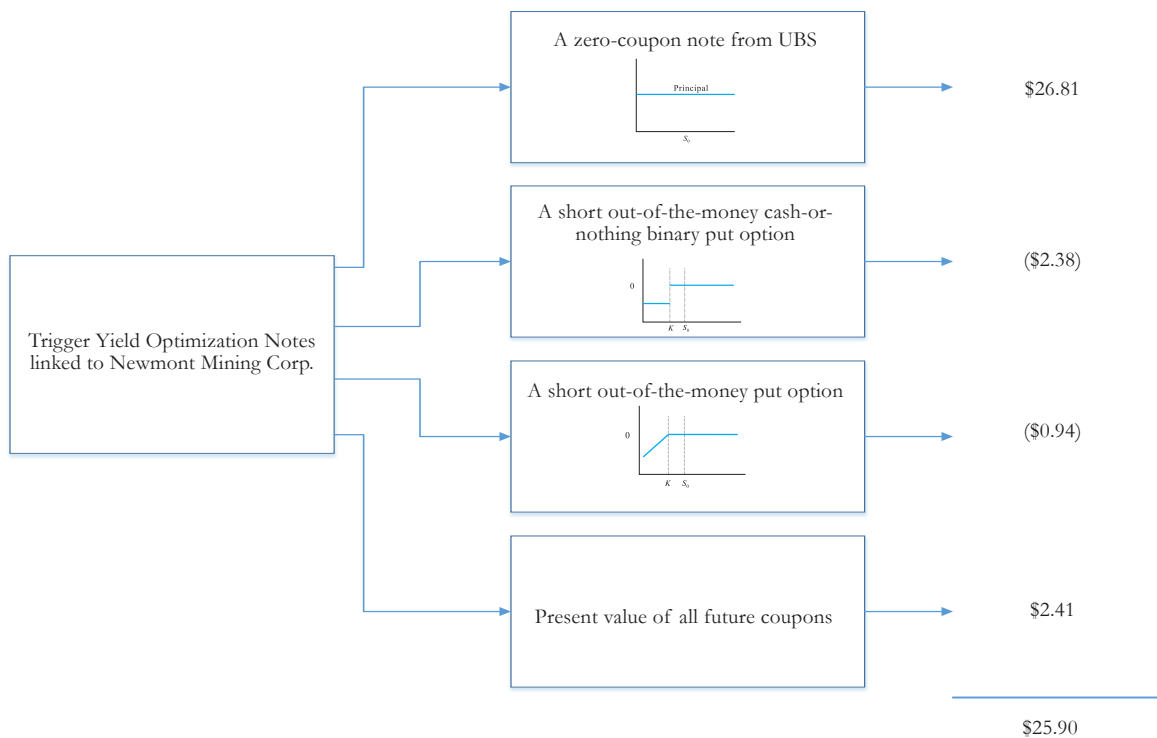 A zero-coupon note from UBS
Principal
S₀
$26.81
A short out-of-the-money cash-or-
nothing binary put option
0
K S₀
($2.38)
Trigger Yield Optimization Notes
linked to Newmont Mining Corp.
A short out-of-the-money put option
0
K S₀
($0.94)
Present value of all future coupons
$2.41
$25.90